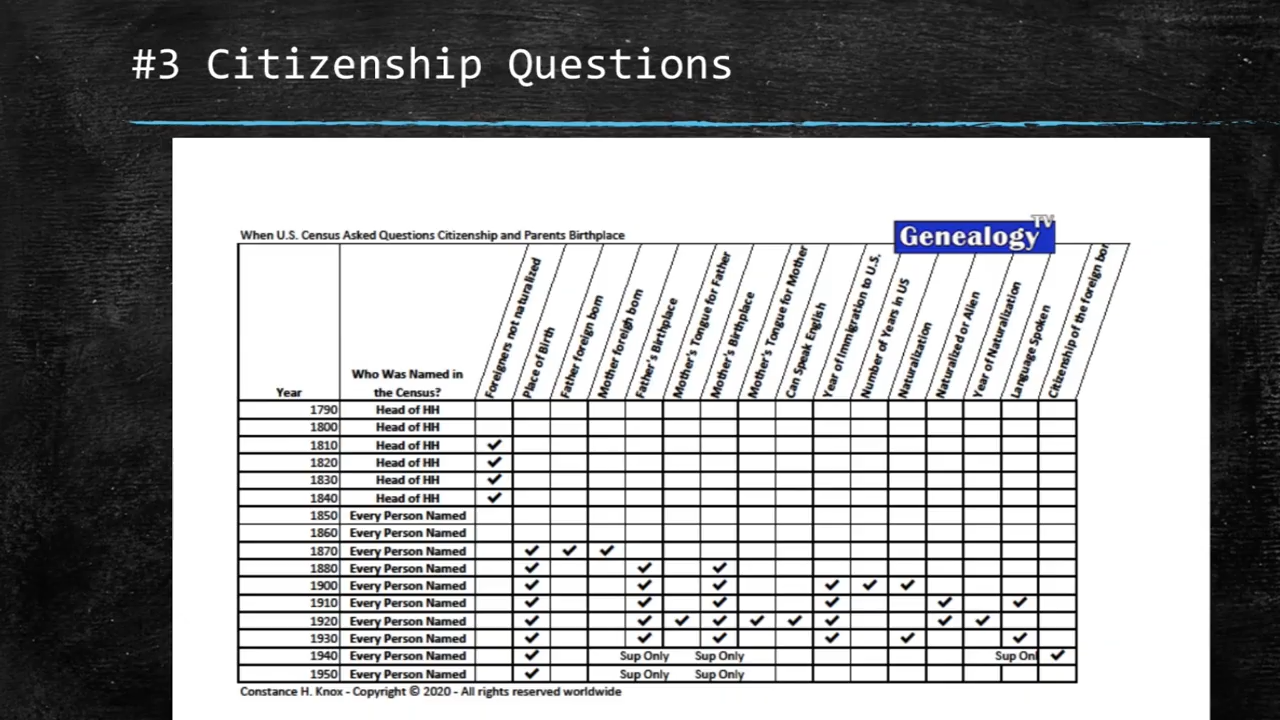 #3 Citizenship Questions
TV
Genealogy
When U.S. Census Asked Questions Citizenship and Parents Birthplace
Year
Who Was Named in
the Census?
Foreigners not naturalized
Place of Birth
Father foreign born
Mother foreigh born
Father's Birthplace
Mother's Tongue for Father
Mother's Birthplace
Mother's Tongue for Mother
Can Speak English
Year of Immigration to U.S.
Number of Years in US
Naturalization
Naturalized or Alien
Year of Naturalization
Language Spoken
Citizenship of the foreign bor
1790 Head of HH
1800 Head of HH
1810 Head of HH ✔
1820 Head of HH ✔
1830 Head of HH ✔
1840 Head of HH ✔
1850 Every Person Named
1860 Every Person Named
1870 Every Person Named ✔ ✔ ✔
1880 Every Person Named ✔ ✔ ✔
1900 Every Person Named ✔ ✔ ✔ ✔ ✔ ✔
1910 Every Person Named ✔ ✔ ✔ ✔ ✔ ✔
1920 Every Person Named ✔ ✔ ✔ ✔ ✔ ✔ ✔ ✔ ✔
1930 Every Person Named ✔ ✔ ✔ ✔ ✔ ✔
1940 Every Person Named ✔ Sup Only Sup Only Sup Onl ✔
1950 Every Person Named ✔ Sup Only Sup Only
Constance H. Knox - Copyright © 2020 - All rights reserved worldwide